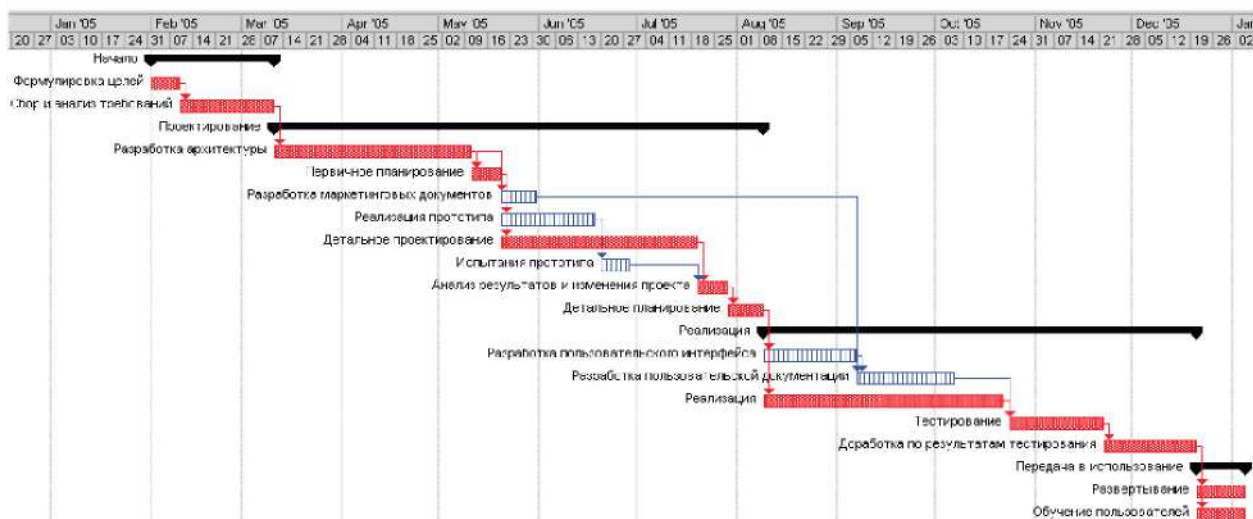 Jan '05 Feb '05 Mar '05 Apr '05 May '05 Jun '05 Jul '05 Aug '05 Sep '05 Oct '05 Nov '05 Dec '05 Jan
20 27 03 10 17 24 31 07 14 21 28 07 14 21 28 04 11 18 25 02 09 16 23 30 06 13 20 27 04 11 18 25 01 08 15 22 29 05 12 19 26 03 10 17 24 31 07 14 21 28 05 12 19 26 02
Начало
Формулировка целей
Сбор и анализ требований
Проектирование
Разработка архитектуры
Первичное планирование
Разработка маркетинговых документов
Реализация прототипа
Детальное проектирование
Испытания прототипа
Анализ результатов и изменения проекта
Детальное планирование
Реализация
Разработка пользовательского интерфейса
Разработка пользовательской документации
Реализация
Тестирование
Доработка по результатам тестирования
Передача в использование
Развертывание
Обучение пользователей